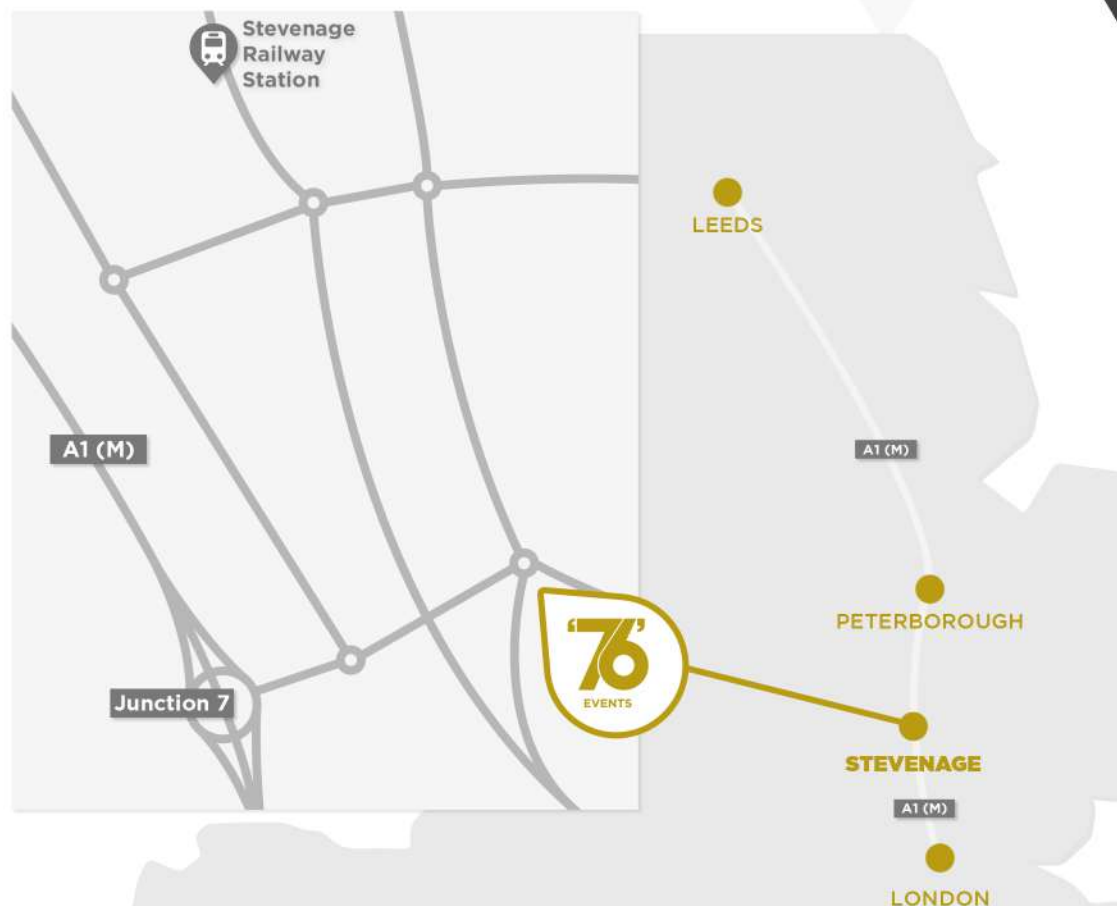 Stevenage
Railway
Station
LEEDS
A1 (M)
A1 (M)
PETERBOROUGH
'76'
EVENTS
Junction 7
STEVENAGE
A1 (M)
LONDON